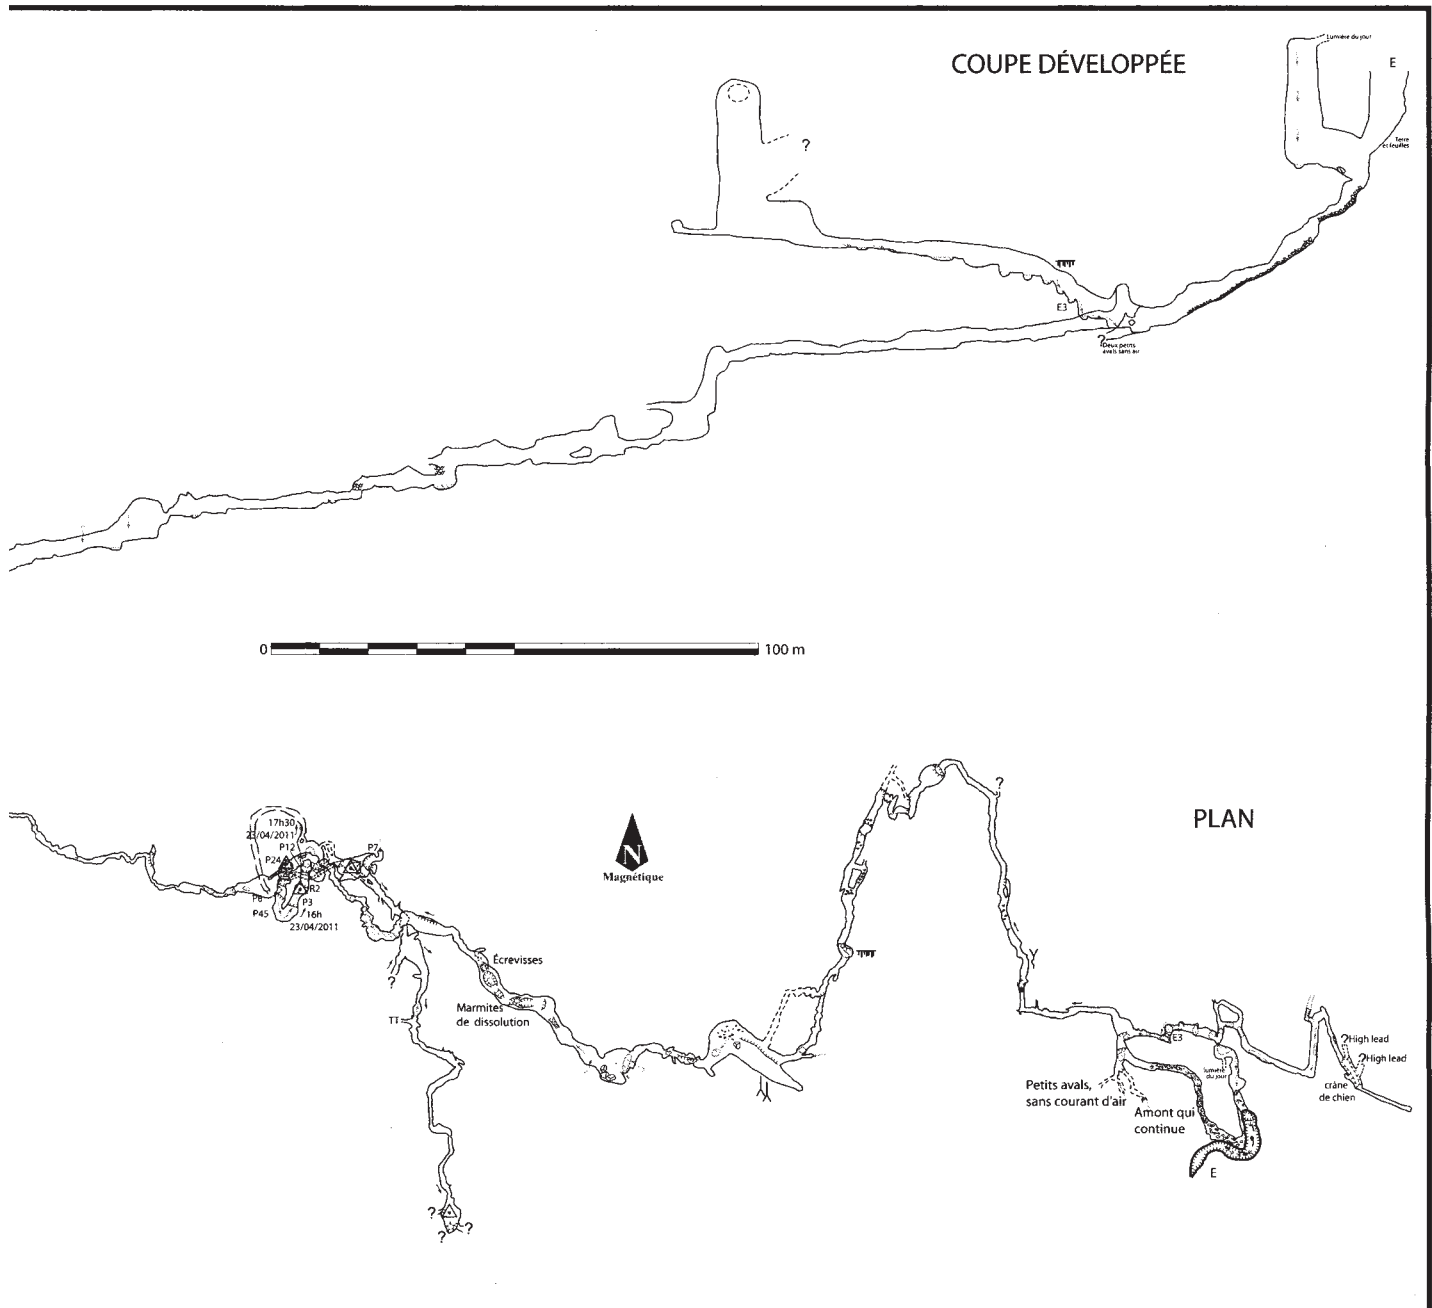 COUPE DÉVELOPPÉE
Lumière du jour
E
Terre
et feuilles
?
E3
?
Deux petits
avals sans air
0
100 m
PLAN
N
Magnétique
17h30
23/04/2011
P12
P24
P7
P6
R2
P3
P45
16h
23/04/2011
?
Écrevisses
Marmites
de dissolution
TT
?
?
?
?
E3
lumière
du jour
Petits avals,
sans courant d'air
Amont qui
continue
E
?High lead
?High lead
crâne
de chien